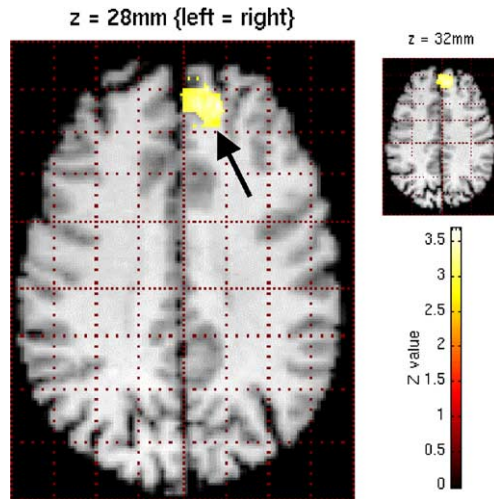 z = 28mm {left = right}
z = 32mm
3.5
3
2.5
2
1.5
1
0.5
0
Z value